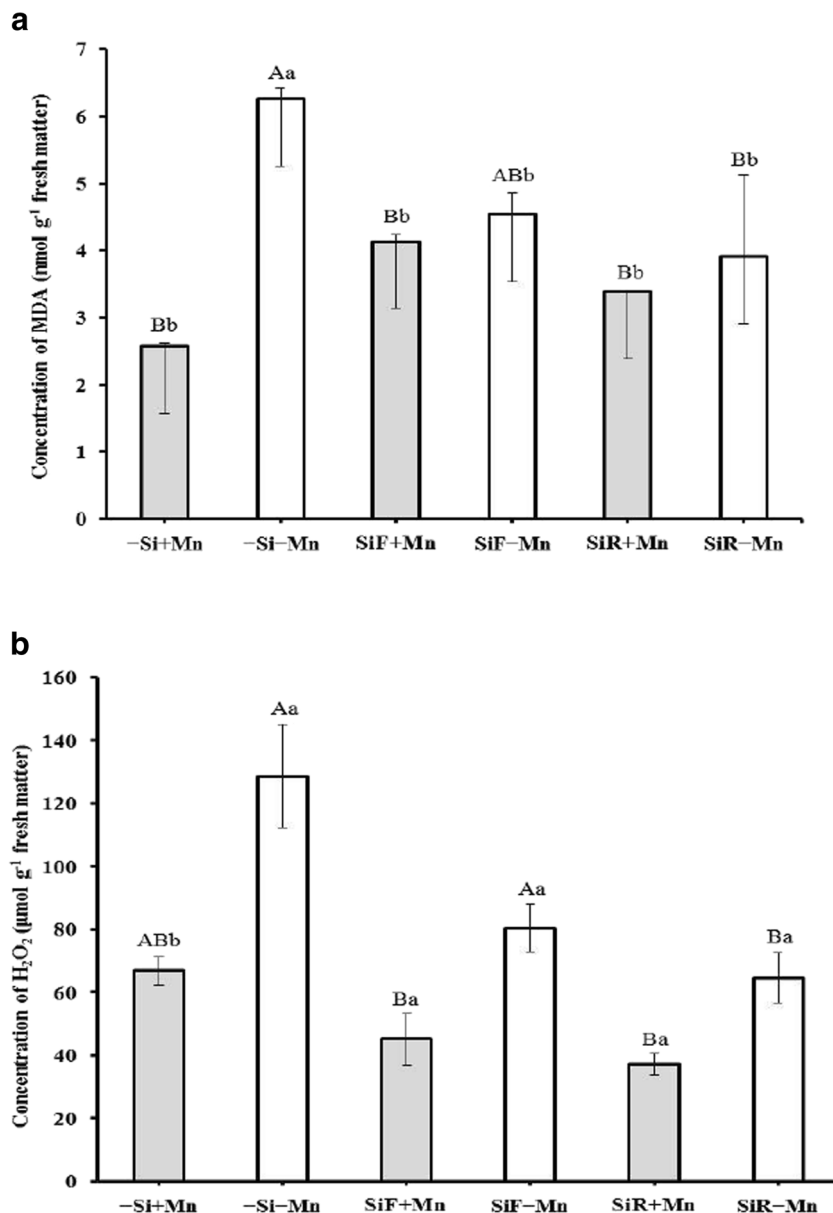 a
Concentration of MDA (nmol g⁻¹ fresh matter)
7
6
5
4
3
2
1
0
Bb
Aa
Bb
ABb
Bb
Bb
−Si+Mn
−Si−Mn
SiF+Mn
SiF−Mn
SiR+Mn
SiR−Mn
b
Concentration of H₂O₂ (μmol g⁻¹ fresh matter)
160
140
120
100
80
60
40
20
0
ABb
Aa
Ba
Aa
Ba
Ba
−Si+Mn
−Si−Mn
SiF+Mn
SiF−Mn
SiR+Mn
SiR−Mn